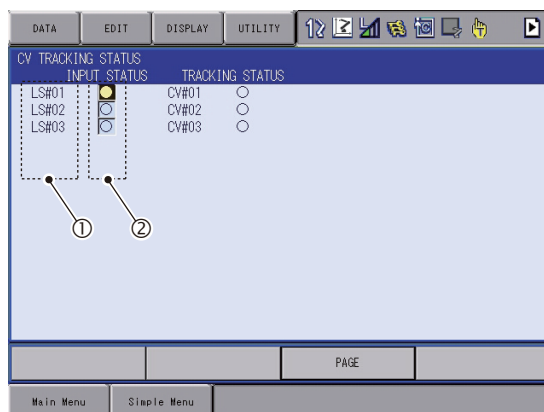 DATA EDIT DISPLAY UTILITY
CV TRACKING STATUS
INPUT STATUS TRACKING STATUS
LS#01 CV#01
LS#02 CV#02
LS#03 CV#03
① ②
PAGE
Main Menu Simple Menu